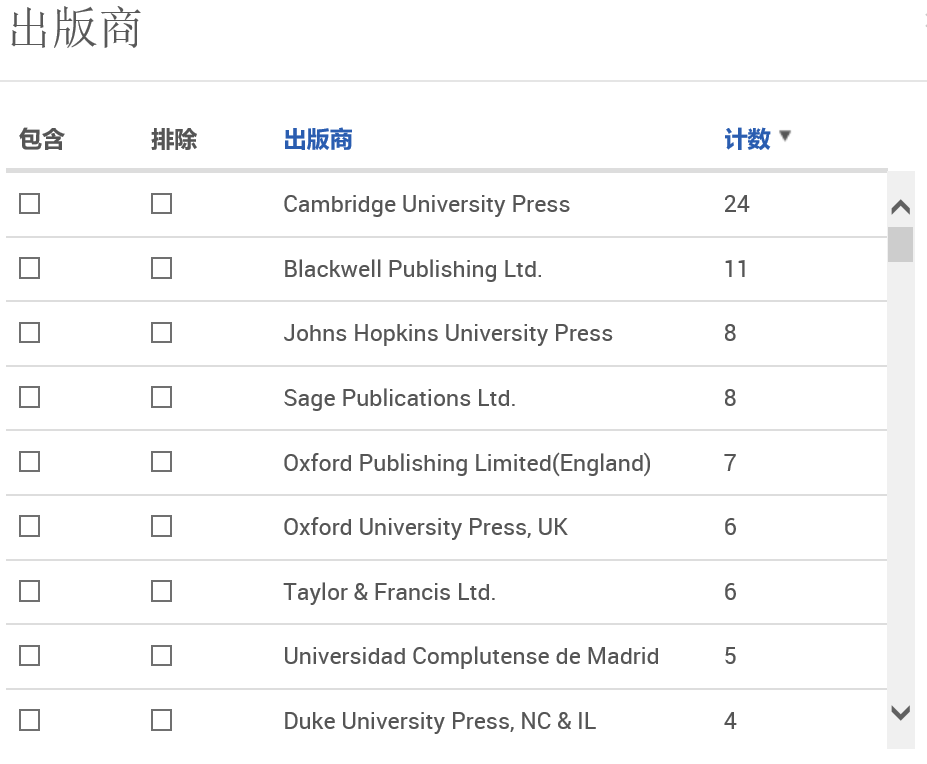 出版商
包含 排除 出版商 计数 ▼
Cambridge University Press 24
Blackwell Publishing Ltd. 11
Johns Hopkins University Press 8
Sage Publications Ltd. 8
Oxford Publishing Limited(England) 7
Oxford University Press, UK 6
Taylor & Francis Ltd. 6
Universidad Complutense de Madrid 5
Duke University Press, NC & IL 4